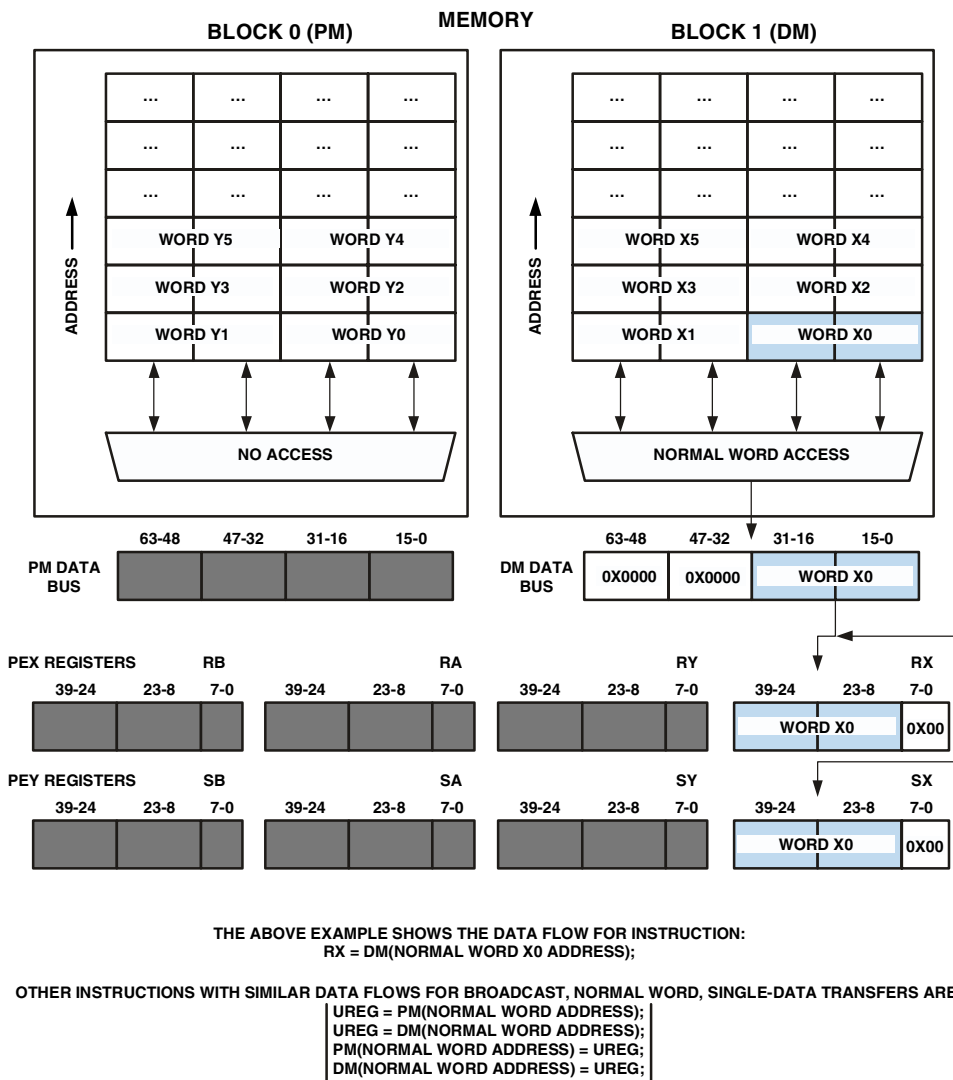 MEMORY
BLOCK 0 (PM) BLOCK 1 (DM)
... ... ... ... ... ... ... ...
... ... ... ... ... ... ... ...
... ... ... ... ... ... ... ...
WORD Y5 WORD Y4 WORD X5 WORD X4
ADDRESS ADDRESS
WORD Y3 WORD Y2 WORD X3 WORD X2
WORD Y1 WORD Y0 WORD X1 WORD X0
NO ACCESS NORMAL WORD ACCESS
63-48 47-32 31-16 15-0 63-48 47-32 31-16 15-0
PM DATA BUS DM DATA BUS 0X0000 0X0000 WORD X0
PEX REGISTERS RB RA RY RX
39-24 23-8 7-0 39-24 23-8 7-0 39-24 23-8 7-0 39-24 23-8 7-0
WORD X0 0X00
PEY REGISTERS SB SA SY SX
39-24 23-8 7-0 39-24 23-8 7-0 39-24 23-8 7-0 39-24 23-8 7-0
WORD X0 0X00
THE ABOVE EXAMPLE SHOWS THE DATA FLOW FOR INSTRUCTION:
RX = DM(NORMAL WORD X0 ADDRESS);
OTHER INSTRUCTIONS WITH SIMILAR DATA FLOWS FOR BROADCAST, NORMAL WORD, SINGLE-DATA TRANSFERS ARE
UREG = PM(NORMAL WORD ADDRESS);
UREG = DM(NORMAL WORD ADDRESS);
PM(NORMAL WORD ADDRESS) = UREG;
DM(NORMAL WORD ADDRESS) = UREG;